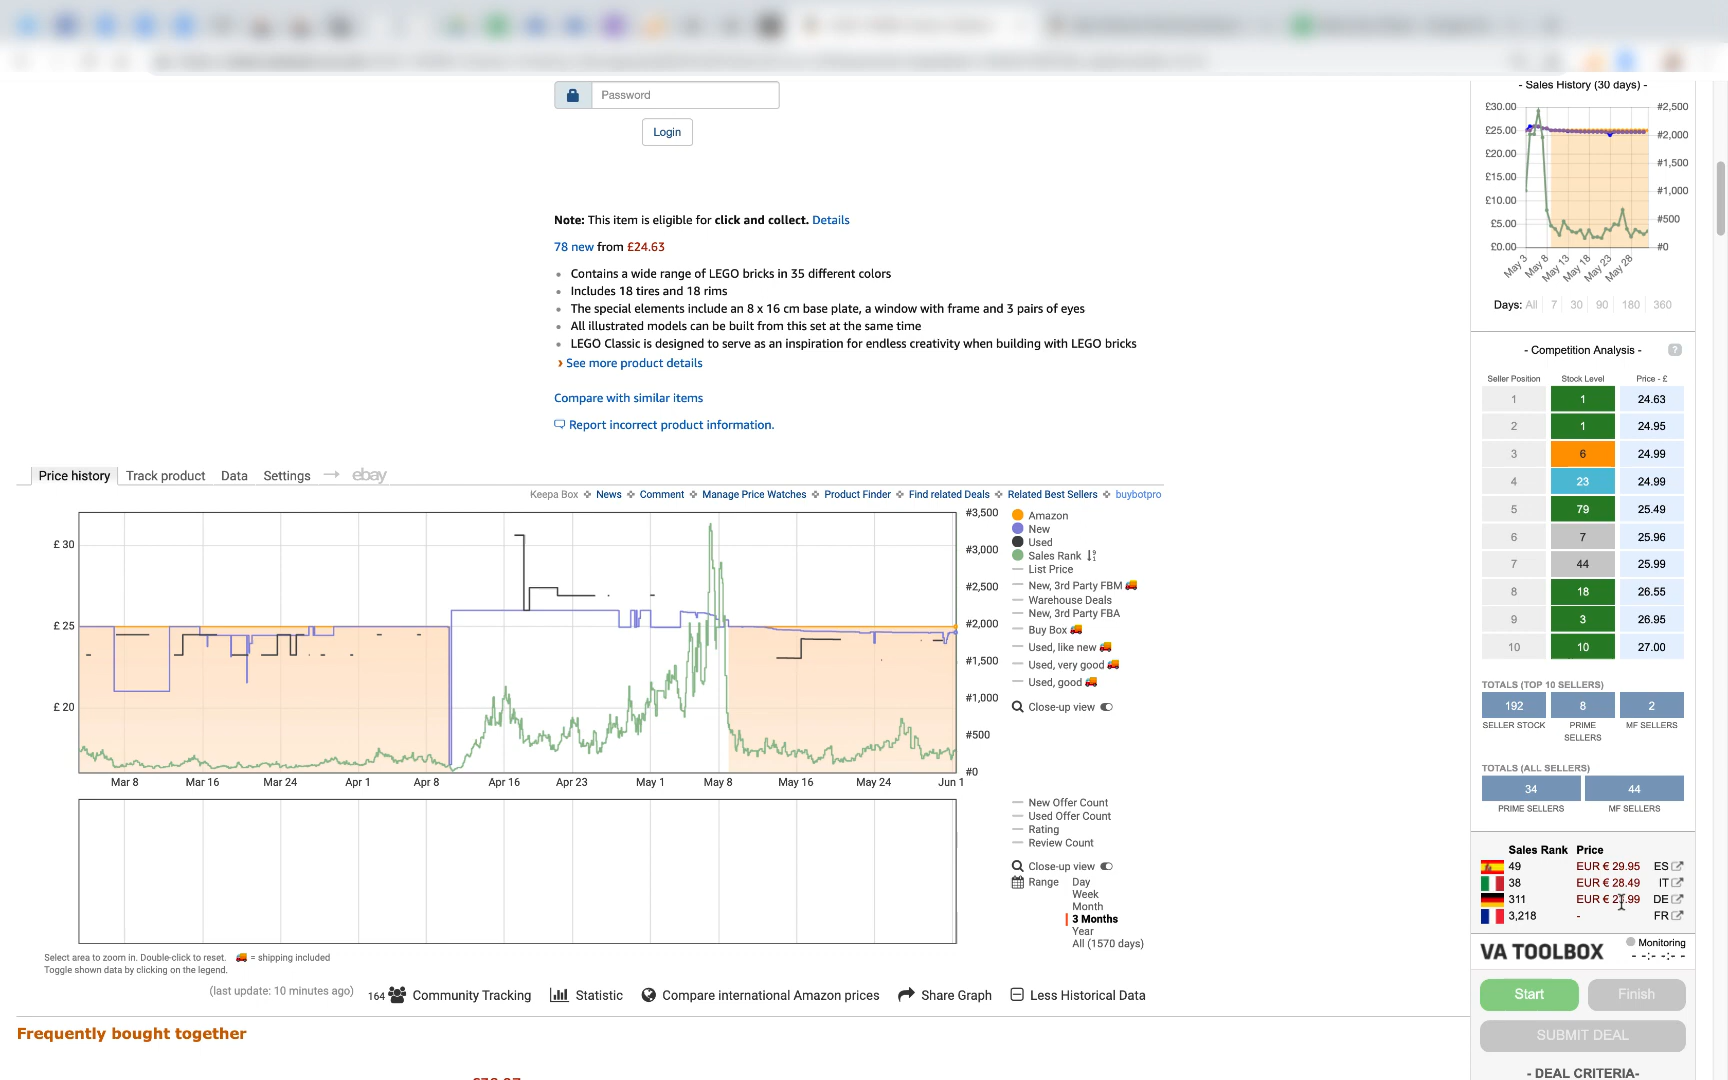 Password
Login
Note: This item is eligible for click and collect. Details
78 new from £24.63
Contains a wide range of LEGO bricks in 35 different colors
Includes 18 tires and 18 rims
The special elements include an 8 x 16 cm base plate, a window with frame and 3 pairs of eyes
All illustrated models can be built from this set at the same time
LEGO Classic is designed to serve as an inspiration for endless creativity when building with LEGO bricks
› See more product details
Compare with similar items
Report incorrect product information.
Price history Track product Data Settings → ebay
Keepa Box News Comment Manage Price Watches Product Finder Find related Deals Related Best Sellers buybotpro
£ 30
£ 25
£ 20
#3,500
#3,000
#2,500
#2,000
#1,500
#1,000
#500
#0
Mar 8 Mar 16 Mar 24 Apr 1 Apr 8 Apr 16 Apr 23 May 1 May 8 May 16 May 24 Jun 1
Amazon
New
Used
Sales Rank
List Price
New, 3rd Party FBM
Warehouse Deals
New, 3rd Party FBA
Buy Box
Used, like new
Used, very good
Used, good
Close-up view
New Offer Count
Used Offer Count
Rating
Review Count
Close-up view
Range Day
Week
Month
3 Months
Year
All (1570 days)
Select area to zoom in. Double-click to reset. = shipping included
Toggle shown data by clicking on the legend.
(last update: 10 minutes ago) 164 Community Tracking Statistic Compare international Amazon prices Share Graph Less Historical Data
Frequently bought together
- Sales History (30 days) -
£30.00 #2,500
£25.00 #2,000
£20.00 #1,500
£15.00 #1,000
£10.00 #500
£5.00 #0
£0.00
May 3 May 8 May 13 May 18 May 23 May 28
Days: All 7 30 90 180 360
- Competition Analysis - ?
Seller Position Stock Level Price - £
1 1 24.63
2 1 24.95
3 6 24.99
4 23 24.99
5 79 25.49
6 7 25.96
7 44 25.99
8 18 26.55
9 3 26.95
10 10 27.00
TOTALS (TOP 10 SELLERS)
192 8 2
SELLER STOCK PRIME SELLERS MF SELLERS
TOTALS (ALL SELLERS)
34 44
PRIME SELLERS MF SELLERS
Sales Rank Price
49 EUR € 29.95 ES
38 EUR € 28.49 IT
311 EUR € .99 DE
3,218 - FR
VA TOOLBOX Monitoring
- -:- -:- -
Start Finish
SUBMIT DEAL
- DEAL CRITERIA-